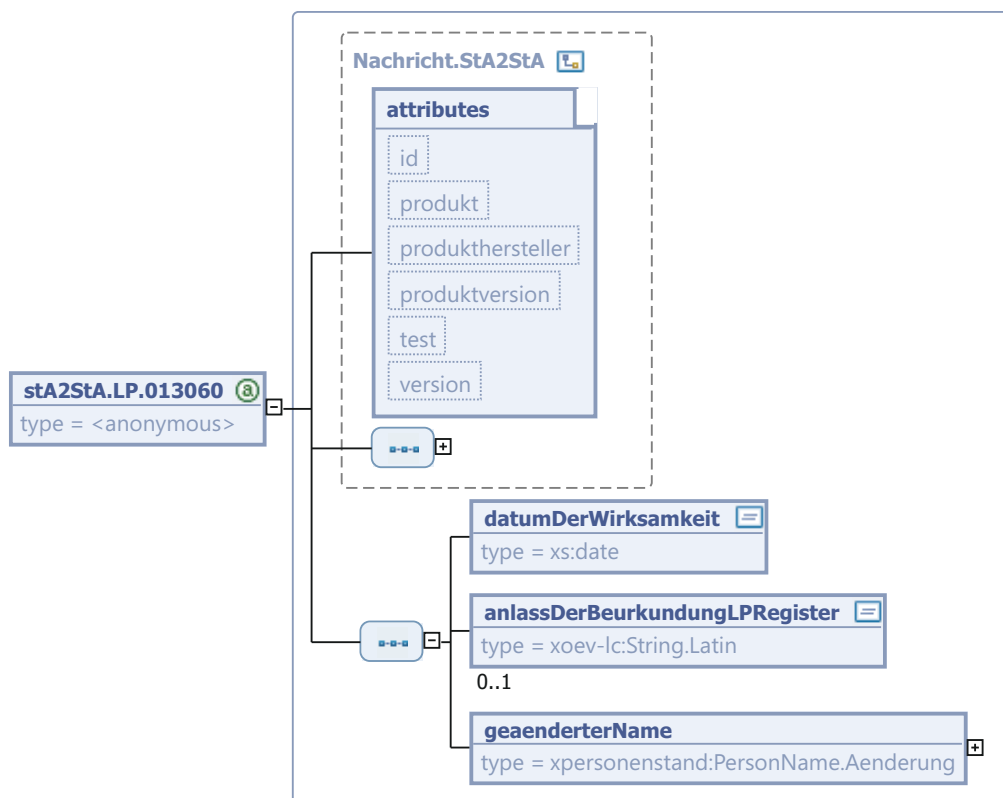 Nachricht.StA2StA
attributes
id
produkt
produkthersteller
produktversion
test
version
stA2StA.LP.013060
type = <anonymous>
datumDerWirksamkeit
type = xs:date
anlassDerBeurkundungLPRegister
type = xoev-lc:String.Latin
0..1
geaenderterName
type = xpersonenstand:PersonName.Aenderung